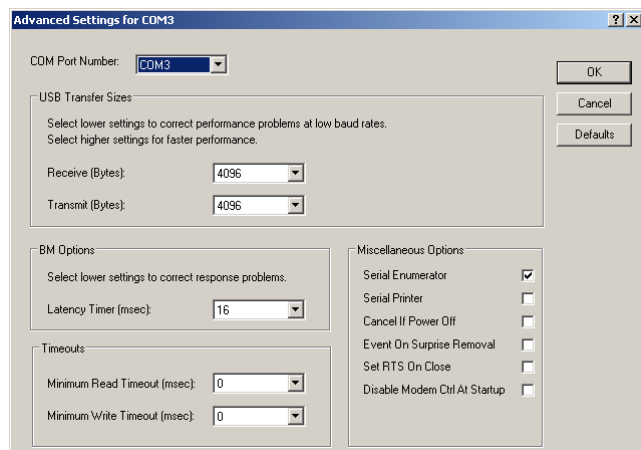 Advanced Settings for COM3
COM Port Number: COM3
OK
Cancel
Defaults
USB Transfer Sizes
Select lower settings to correct performance problems at low baud rates.
Select higher settings for faster performance.
Receive (Bytes): 4096
Transmit (Bytes): 4096
BM Options
Select lower settings to correct response problems.
Latency Timer (msec): 16
Timeouts
Minimum Read Timeout (msec): 0
Minimum Write Timeout (msec): 0
Miscellaneous Options
Serial Enumerator
Serial Printer
Cancel If Power Off
Event On Surprise Removal
Set RTS On Close
Disable Modem Ctrl At Startup